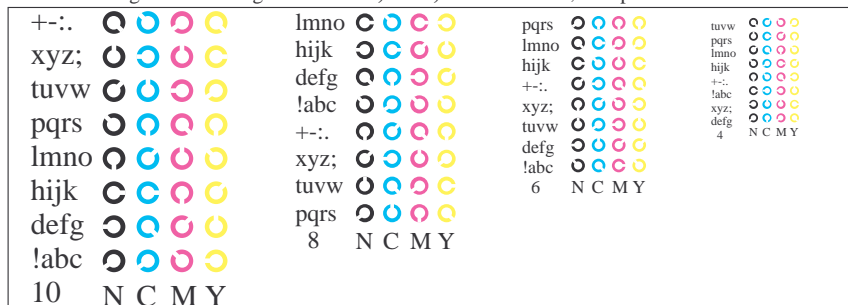 +-:.
xyz;
tuvw
pqrs
lmno
hijk
defg
!abc
10 N C M Y
lmno
hijk
defg
!abc
+-:.
xyz;
tuvw
pqrs
8 N C M Y
pqrs
lmno
hijk
+-:.
xyz;
tuvw
defg
!abc
6 N C M Y
tuvw
pqrs
lmno
hijk
+-:.
!abc
xyz;
defg
4 N C M Y